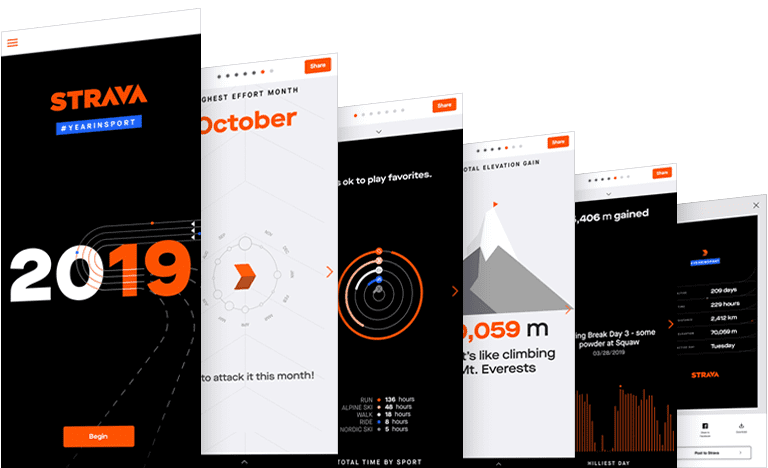 STRAVA
#YEARINSPORT
2019
Begin
Share
GHEST EFFORT MONTH
October
to attack it this month!
Share
s ok to play favorites.
RUN 136 hours
ALPINE SKI 48 hours
WALK 18 hours
RIDE 8 hours
NORDIC SKI 5 hours
TOTAL TIME BY SPORT
Share
OTAL ELEVATION GAIN
,059 m
t's like climbing
Mt. Everests
Share
,406 m gained
ing Break Day 3 - some
powder at Squaw
03/28/2019
HILLIEST DAY
#YEARINSPORT
209 days
229 hours
2,412 km
70,059 m
Tuesday
STRAVA
Post to Strava